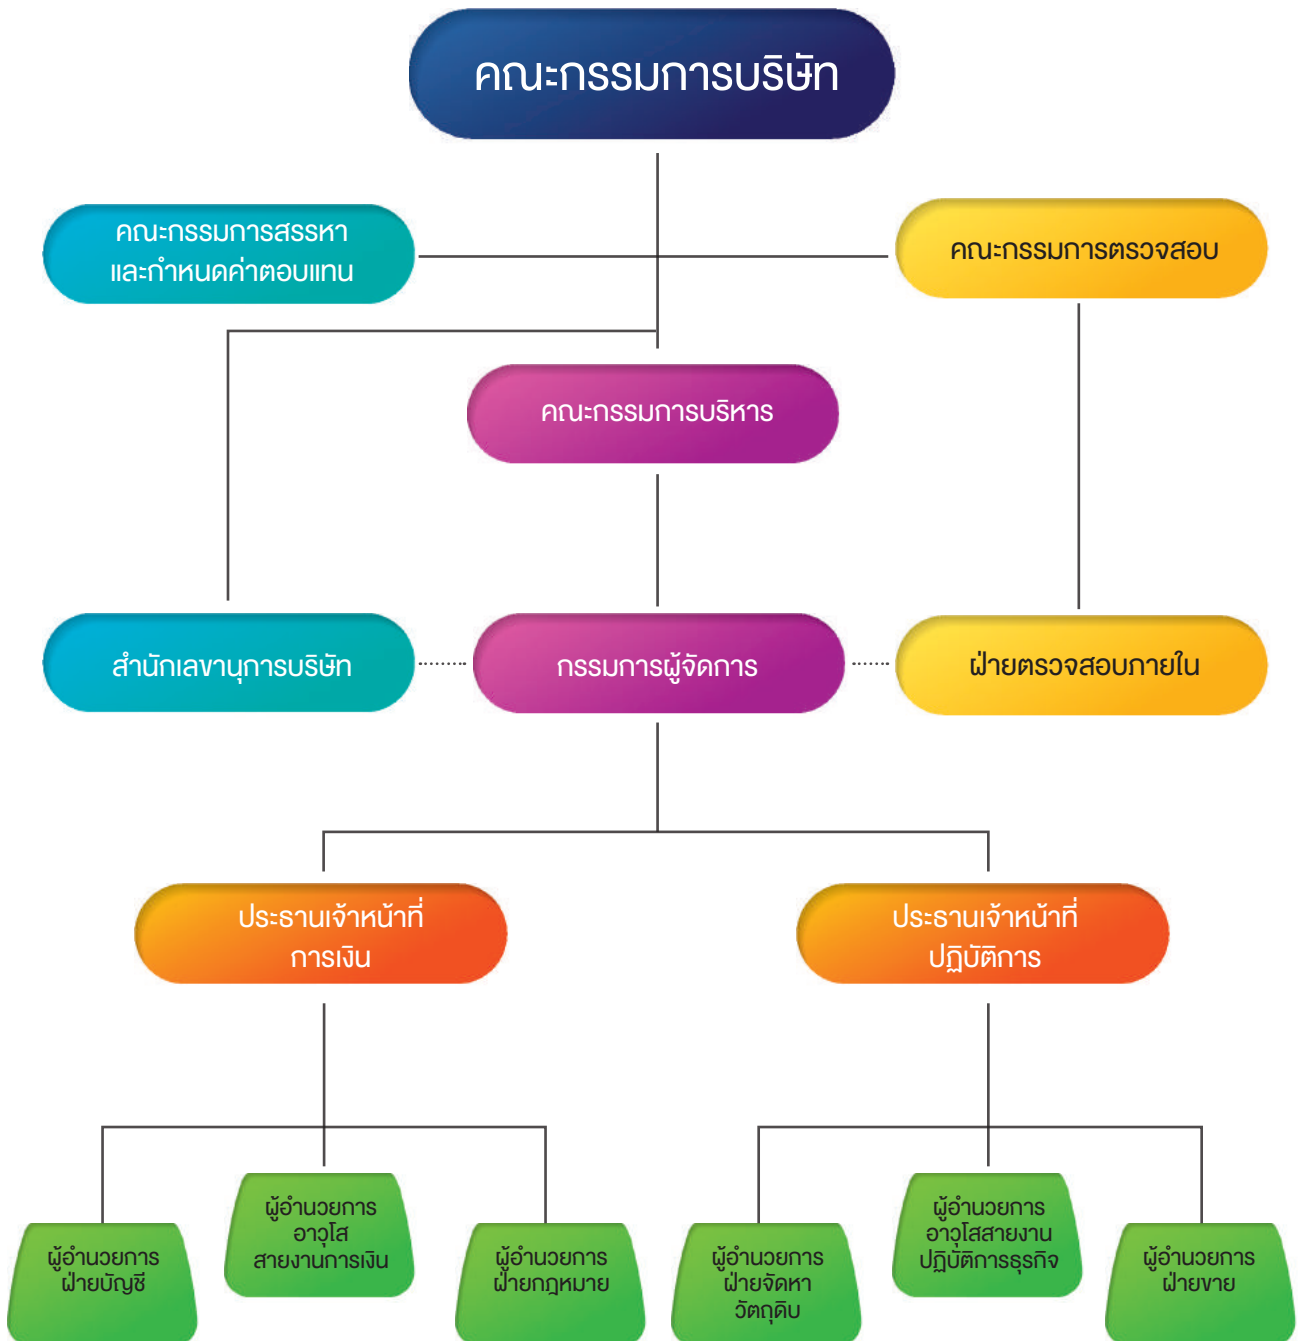 คณะกรรมการบริษัท
คณะกรรมการสรรหา
และกำหนดค่าตอบแทน
คณะกรรมการตรวจสอบ
คณะกรรมการบริหาร
สำนักเลขานุการบริษัท
กรรมการผู้จัดการ
ฝ่ายตรวจสอบภายใน
ประธานเจ้าหน้าที่
การเงิน
ประธานเจ้าหน้าที่
ปฏิบัติการ
ผู้อำนวยการ
ฝ่ายบัญชี
ผู้อำนวยการ
อาวุโส
สายงานการเงิน
ผู้อำนวยการ
ฝ่ายกฎหมาย
ผู้อำนวยการ
ฝ่ายจัดหา
วัตถุดิบ
ผู้อำนวยการ
อาวุโสสายงาน
ปฏิบัติการธุรกิจ
ผู้อำนวยการ
ฝ่ายขาย